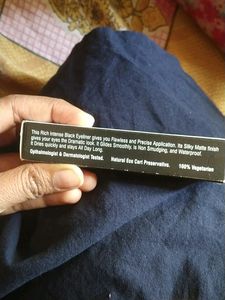 This Rich Intense Black Eyeliner gives you Flawless and Precise Application. Its Silky Matte finish
gives your eyes the Dramatic look. It Glides Smoothly, is Non Smudging, and Waterproof.
It Dries quickly and stays All Day Long.
Opthalmologist & Dermatologist Tested. Natural Eco Cert Preservative. 100% Vegetarian